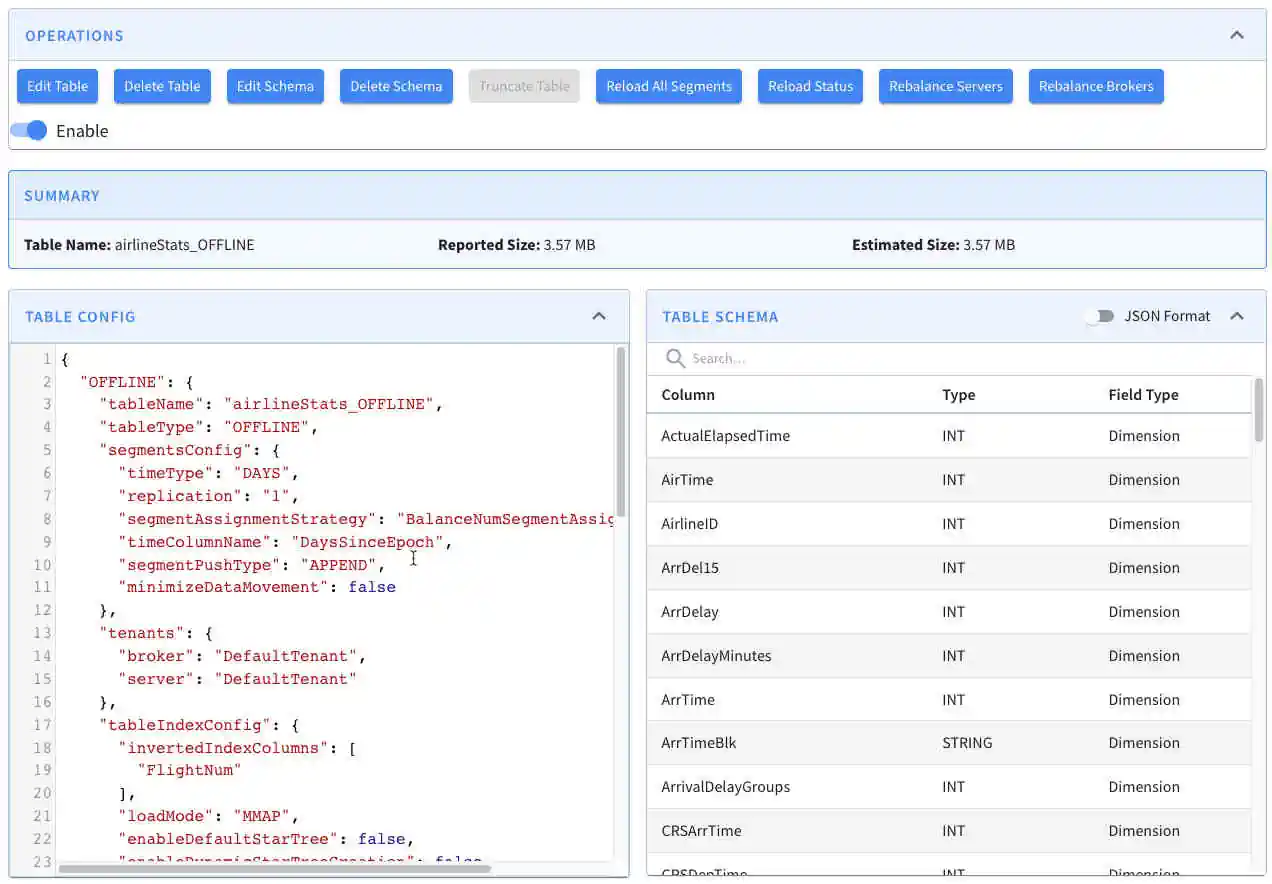 OPERATIONS
Edit Table Delete Table Edit Schema Delete Schema Truncate Table Reload All Segments Reload Status Rebalance Servers Rebalance Brokers
Enable
SUMMARY
Table Name: airlineStats_OFFLINE Reported Size: 3.57 MB Estimated Size: 3.57 MB
TABLE CONFIG
1 {
2 "OFFLINE": {
3 "tableName": "airlineStats_OFFLINE",
4 "tableType": "OFFLINE",
5 "segmentsConfig": {
6 "timeType": "DAYS",
7 "replication": "1",
8 "segmentAssignmentStrategy": "BalanceNumSegmentAssig
9 "timeColumnName": "DaysSinceEpoch",
10 "segmentPushType": "APPEND",
11 "minimizeDataMovement": false
12 },
13 "tenants": {
14 "broker": "DefaultTenant",
15 "server": "DefaultTenant"
16 },
17 "tableIndexConfig": {
18 "invertedIndexColumns": [
19 "FlightNum"
20 ],
21 "loadMode": "MMAP",
22 "enableDefaultStarTree": false,
23 "enableDynamicStarTreeCreation": false
TABLE SCHEMA JSON Format
Search...
Column Type Field Type
ActualElapsedTime INT Dimension
AirTime INT Dimension
AirlineID INT Dimension
ArrDel15 INT Dimension
ArrDelay INT Dimension
ArrDelayMinutes INT Dimension
ArrTime INT Dimension
ArrTimeBlk STRING Dimension
ArrivalDelayGroups INT Dimension
CRSArrTime INT Dimension
CRSDepTime INT Dimension